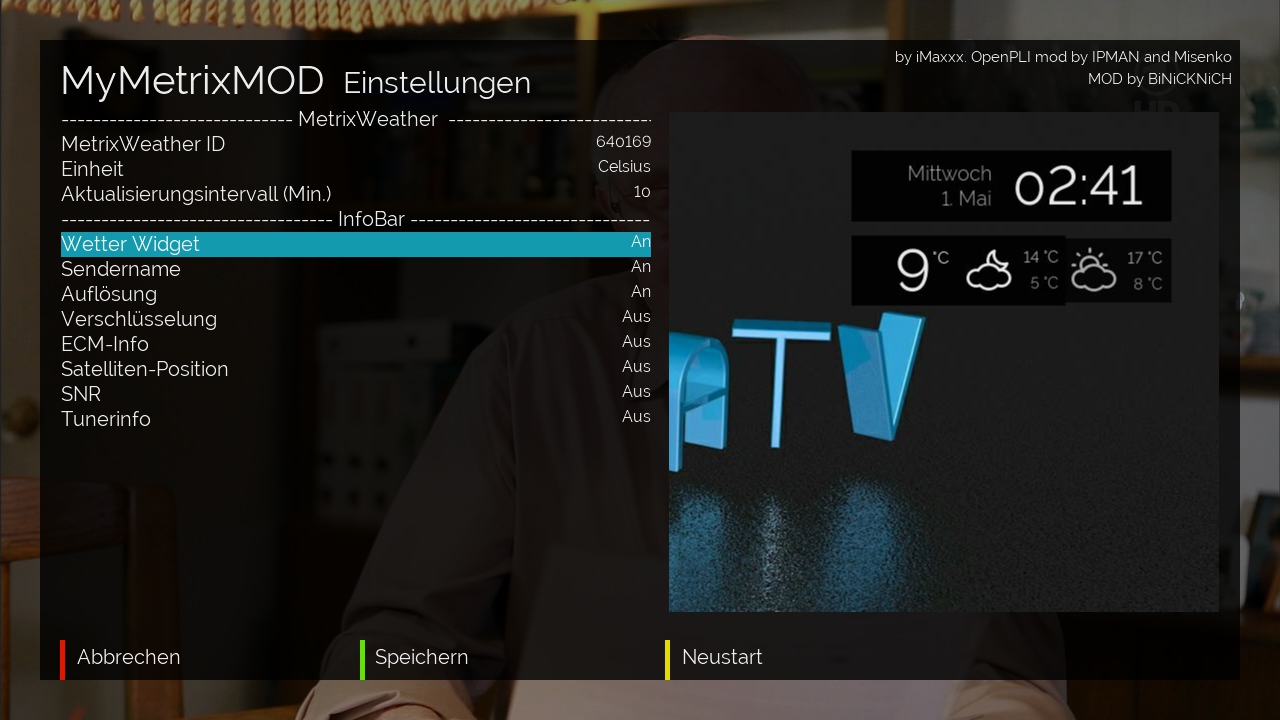 by iMaxxx. OpenPLI mod by IPMAN and Misenko
MOD by BiNiCKNiCH
MyMetrixMOD Einstellungen
----------------------------- MetrixWeather -------------------------
MetrixWeather ID 640169
Einheit Celsius
Aktualisierungsintervall (Min.) 10
---------------------------------- InfoBar ------------------------------
Wetter Widget An
Sendername An
Auflösung An
Verschlüsselung Aus
ECM-Info Aus
Satelliten-Position Aus
SNR Aus
Tunerinfo Aus
HD
Mittwoch
1. Mai
02:41
9°C
14 °C
5 °C
17 °C
8 °C
ATV
Abbrechen
Speichern
Neustart